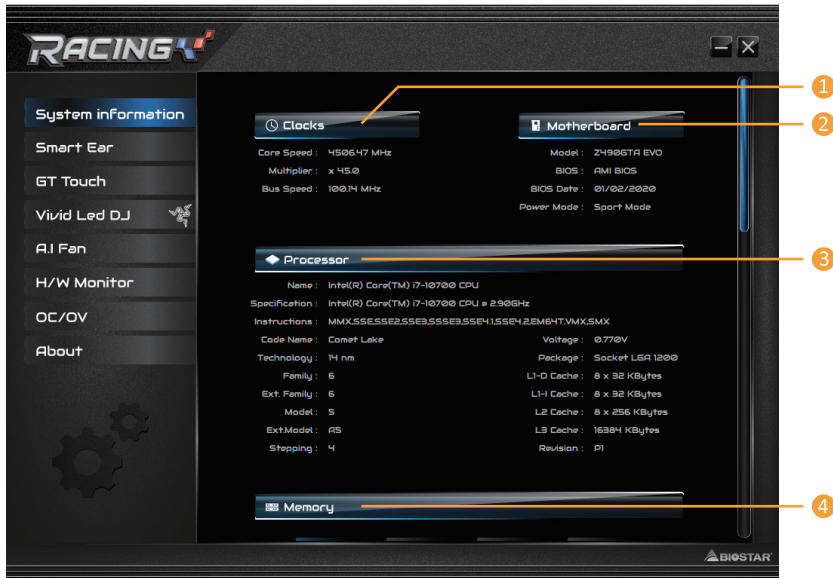 RACING
System information
Smart Ear
GT Touch
Vivid Led DJ
A.I Fan
H/W Monitor
OC/OV
About
Clocks
1
Core Speed : 4506.47 MHz
Multiplier : x 45.0
Bus Speed : 100.14 MHz
Motherboard
2
Model : Z490GTA EVO
BIOS : AMI BIOS
BIOS Date : 01/02/2020
Power Mode : Sport Mode
Processor
3
Name : Intel(R) Core(TM) i7-10700 CPU
Specification : Intel(R) Core(TM) i7-10700 CPU @ 2.90GHz
Instructions : MMX,SSE,SSE2,SSE3,SSSE3,SSE4.1,SSE4.2,EM64T,VMX,SMX
Code Name : Comet Lake
Technology : 14 nm
Family : 6
Ext. Family : 6
Model : 5
Ext.Model : A5
Stepping : 4
Voltage : 0.770V
Package : Socket LGA 1200
L1-D Cache : 8 x 32 KBytes
L1-I Cache : 8 x 32 KBytes
L2 Cache : 8 x 256 KBytes
L3 Cache : 16384 KBytes
Revision : P1
Memory
4
BIOSTAR